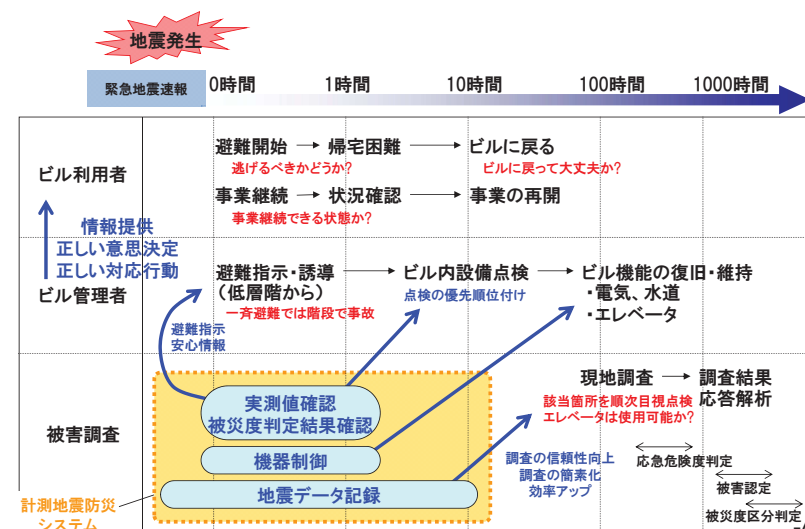 地震発生
緊急地震速報
0時間
1時間
10時間
100時間
1000時間
ビル利用者
避難開始
帰宅困難
ビルに戻る
逃げるべきかどうか?
ビルに戻って大丈夫か?
事業継続
状況確認
事業の再開
事業継続できる状態か?
情報提供
正しい意思決定
正しい対応行動
ビル管理者
避難指示・誘導
(低層階から)
一斉避難では階段で事故
ビル内設備点検
点検の優先順位付け
ビル機能の復旧・維持
・電気、水道
・エレベータ
避難指示
安心情報
被害調査
実測値確認
被災度判定結果確認
機器制御
地震データ記録
計測地震防災
システム
現地調査
調査結果
応答解析
該当箇所を順次目視点検
エレベータは使用可能か?
調査の信頼性向上
調査の簡素化
効率アップ
応急危険度判定
被害認定
被災度区分判定